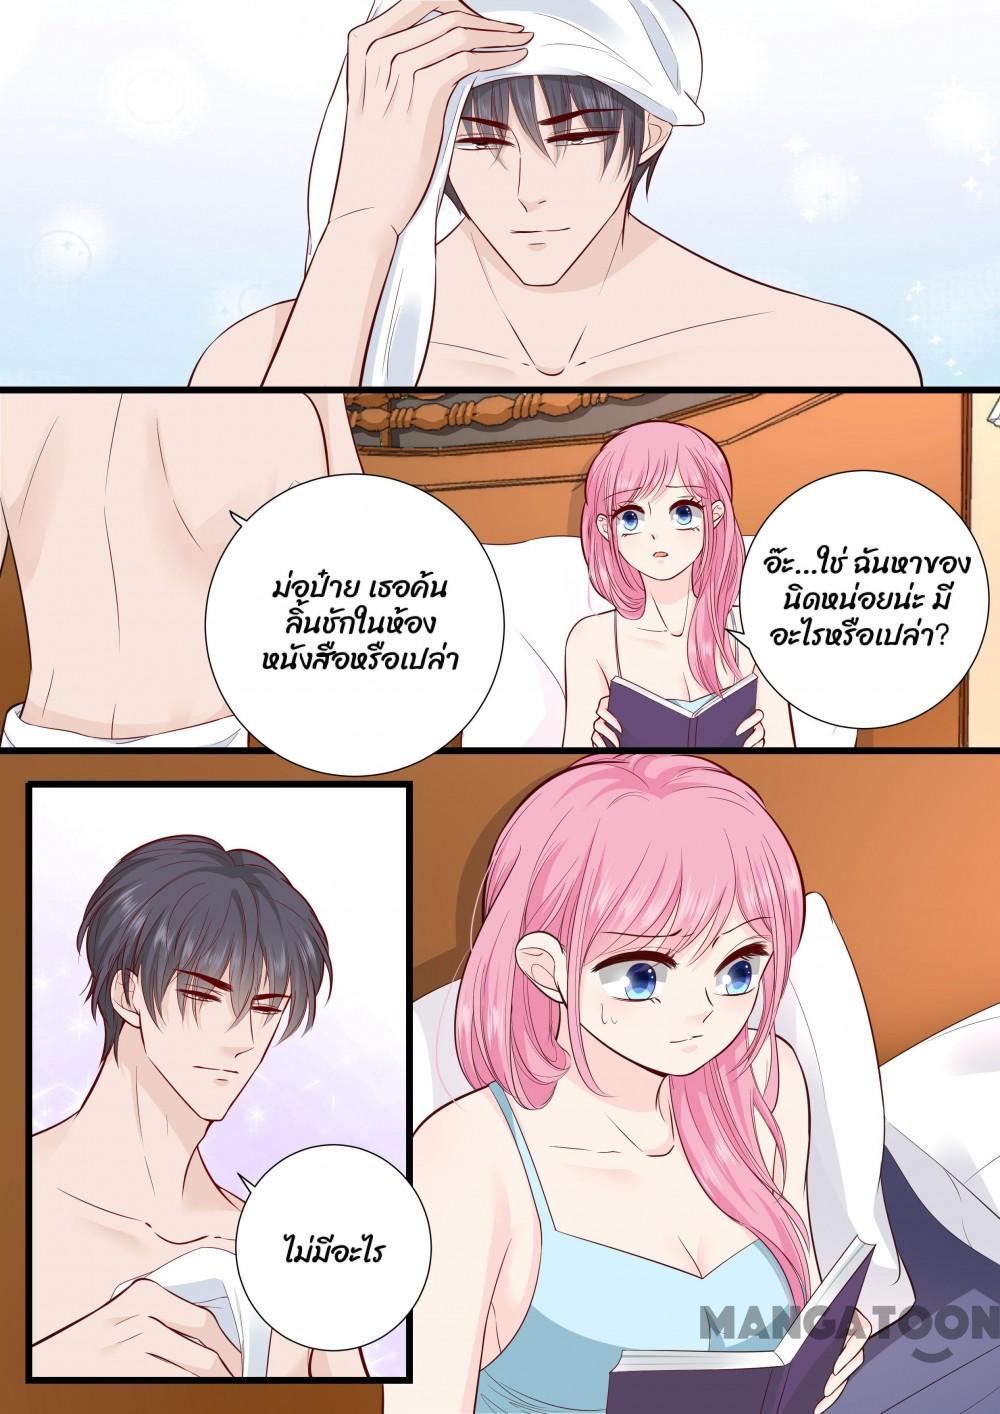 ม่อป๋าย เธอค้น
ลิ้นชักในห้อง
หนังสือหรือเปล่า
อ๊ะ...ใช่ ฉันหาของ
นิดหน่อยน่ะ มี
อะไรหรือเปล่า?
ไม่มีอะไร
MANGATOON